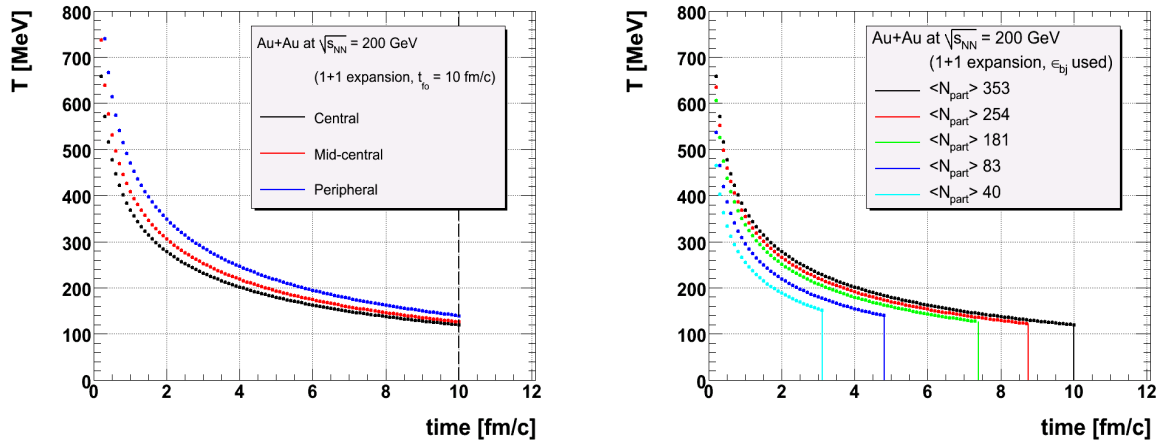 T [MeV]
800
700
600
500
400
300
200
100
0
0
2
4
6
8
10
12
time [fm/c]
Au+Au at √s_NN = 200 GeV
(1+1 expansion, t_fo = 10 fm/c)
Central
Mid-central
Peripheral
T [MeV]
800
700
600
500
400
300
200
100
0
0
2
4
6
8
10
12
time [fm/c]
Au+Au at √s_NN = 200 GeV
(1+1 expansion, ϵ_bj used)
<N_part> 353
<N_part> 254
<N_part> 181
<N_part> 83
<N_part> 40